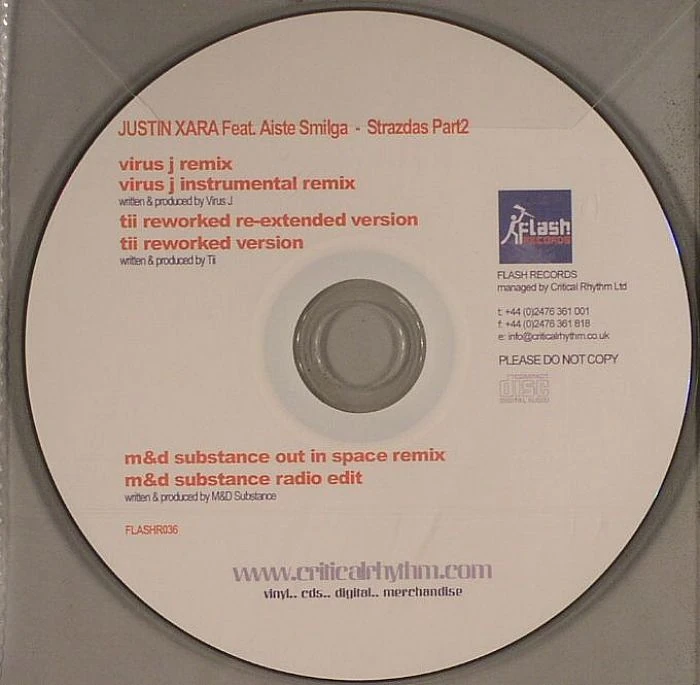 JUSTIN XARA Feat. Aiste Smilga - Strazdas Part2
virus j remix
virus j instrumental remix
written & produced by Virus J
tii reworked re-extended version
tii reworked version
written & produced by Tii
flash
RECORDS
FLASH RECORDS
managed by Critical Rhythm Ltd
t: +44 (0)2476 361 001
f: +44 (0)2476 361 818
e: info@criticalrhythm.co.uk
PLEASE DO NOT COPY
COMPACT
disc
DIGITAL AUDIO
m&d substance out in space remix
m&d substance radio edit
written & produced by M&D Substance
FLASHR036
www.criticalrhythm.com
vinyl.. cds.. digital.. merchandise